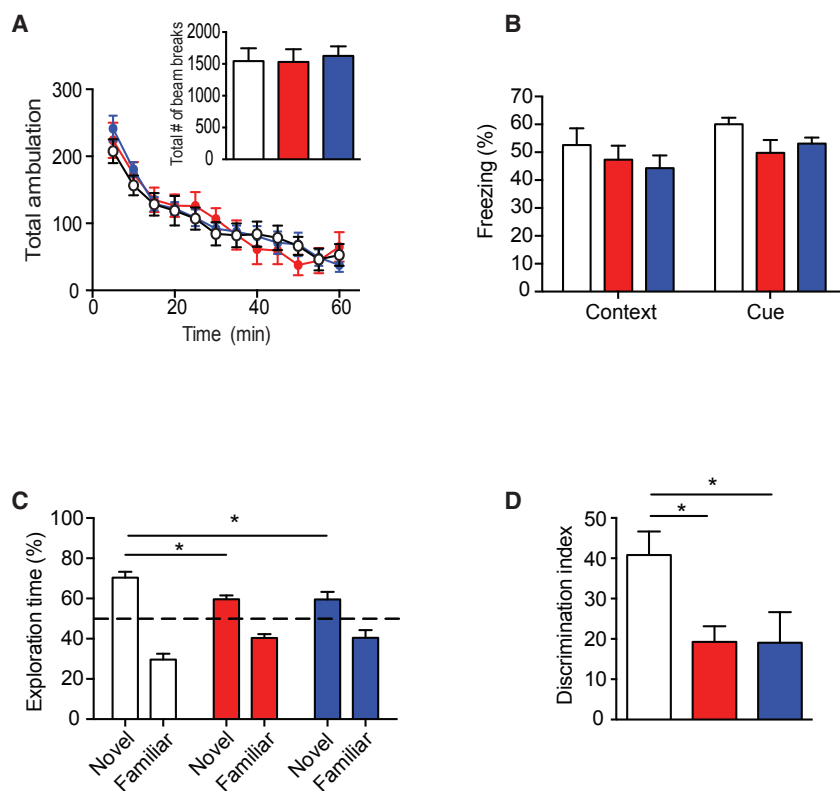 A
Total # of beam breaks
2000
1500
1000
500
0
Total ambulation
300
200
100
0
0
20
40
60
Time (min)
B
Freezing (%)
70
60
50
40
30
20
10
0
Context
Cue
C
Exploration time (%)
100
80
60
40
20
0
*
*
Novel
Familiar
Novel
Familiar
Novel
Familiar
D
Discrimination index
50
40
30
20
10
0
*
*